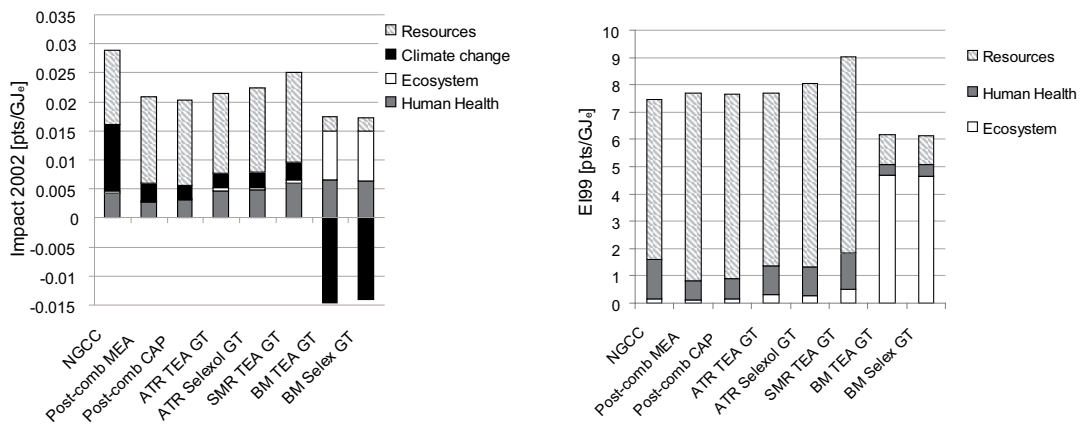 Impact 2002 [pts/GJe]
0.035
0.03
0.025
0.02
0.015
0.01
0.005
0
-0.005
-0.01
-0.015
NGCC
Post-comb MEA
Post-comb CAP
ATR TEA GT
ATR Selexol GT
SMR TEA GT
BM TEA GT
BM Selex GT
Resources
Climate change
Ecosystem
Human Health
EI99 [pts/GJe]
10
9
8
7
6
5
4
3
2
1
0
NGCC
Post-comb MEA
Post-comb CAP
ATR TEA GT
ATR Selexol GT
SMR TEA GT
BM TEA GT
BM Selex GT
Resources
Human Health
Ecosystem